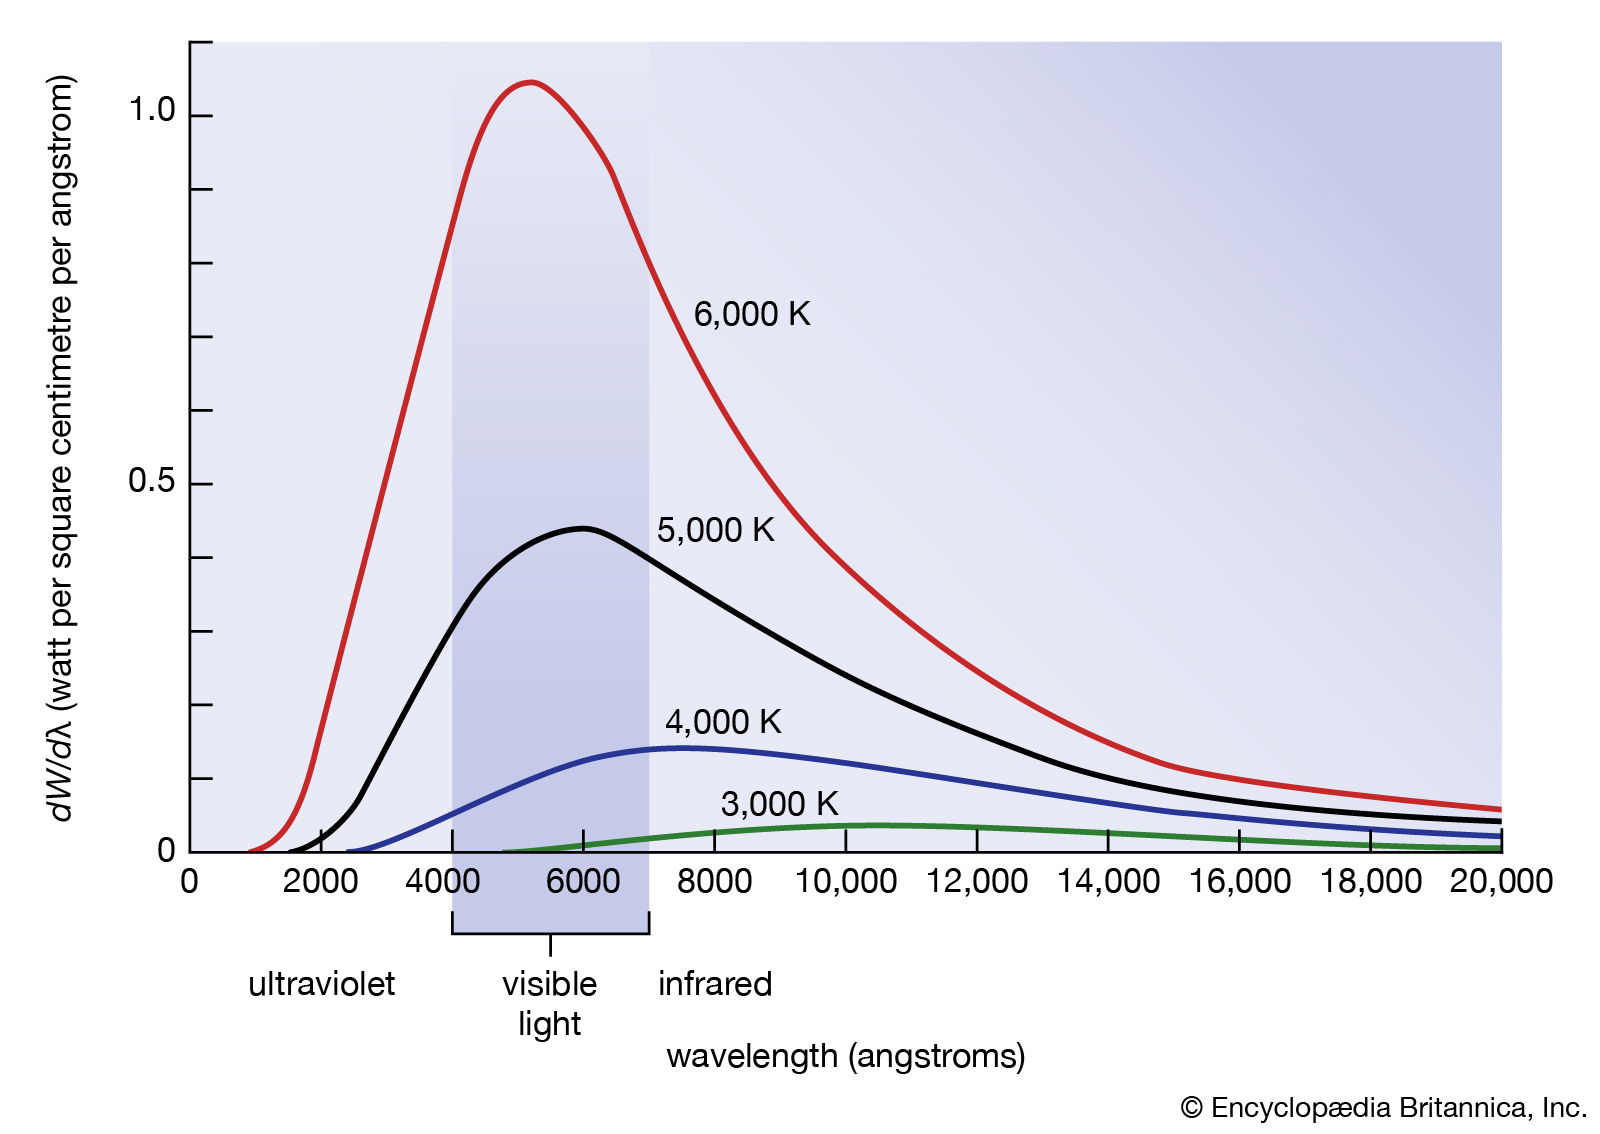 dW/dλ (watt per square centimetre per angstrom)
1.0
0.5
0
6,000 K
5,000 K
4,000 K
3,000 K
0 2000 4000 6000 8000 10,000 12,000 14,000 16,000 18,000 20,000
ultraviolet visible infrared
light
wavelength (angstroms)
© Encyclopædia Britannica, Inc.